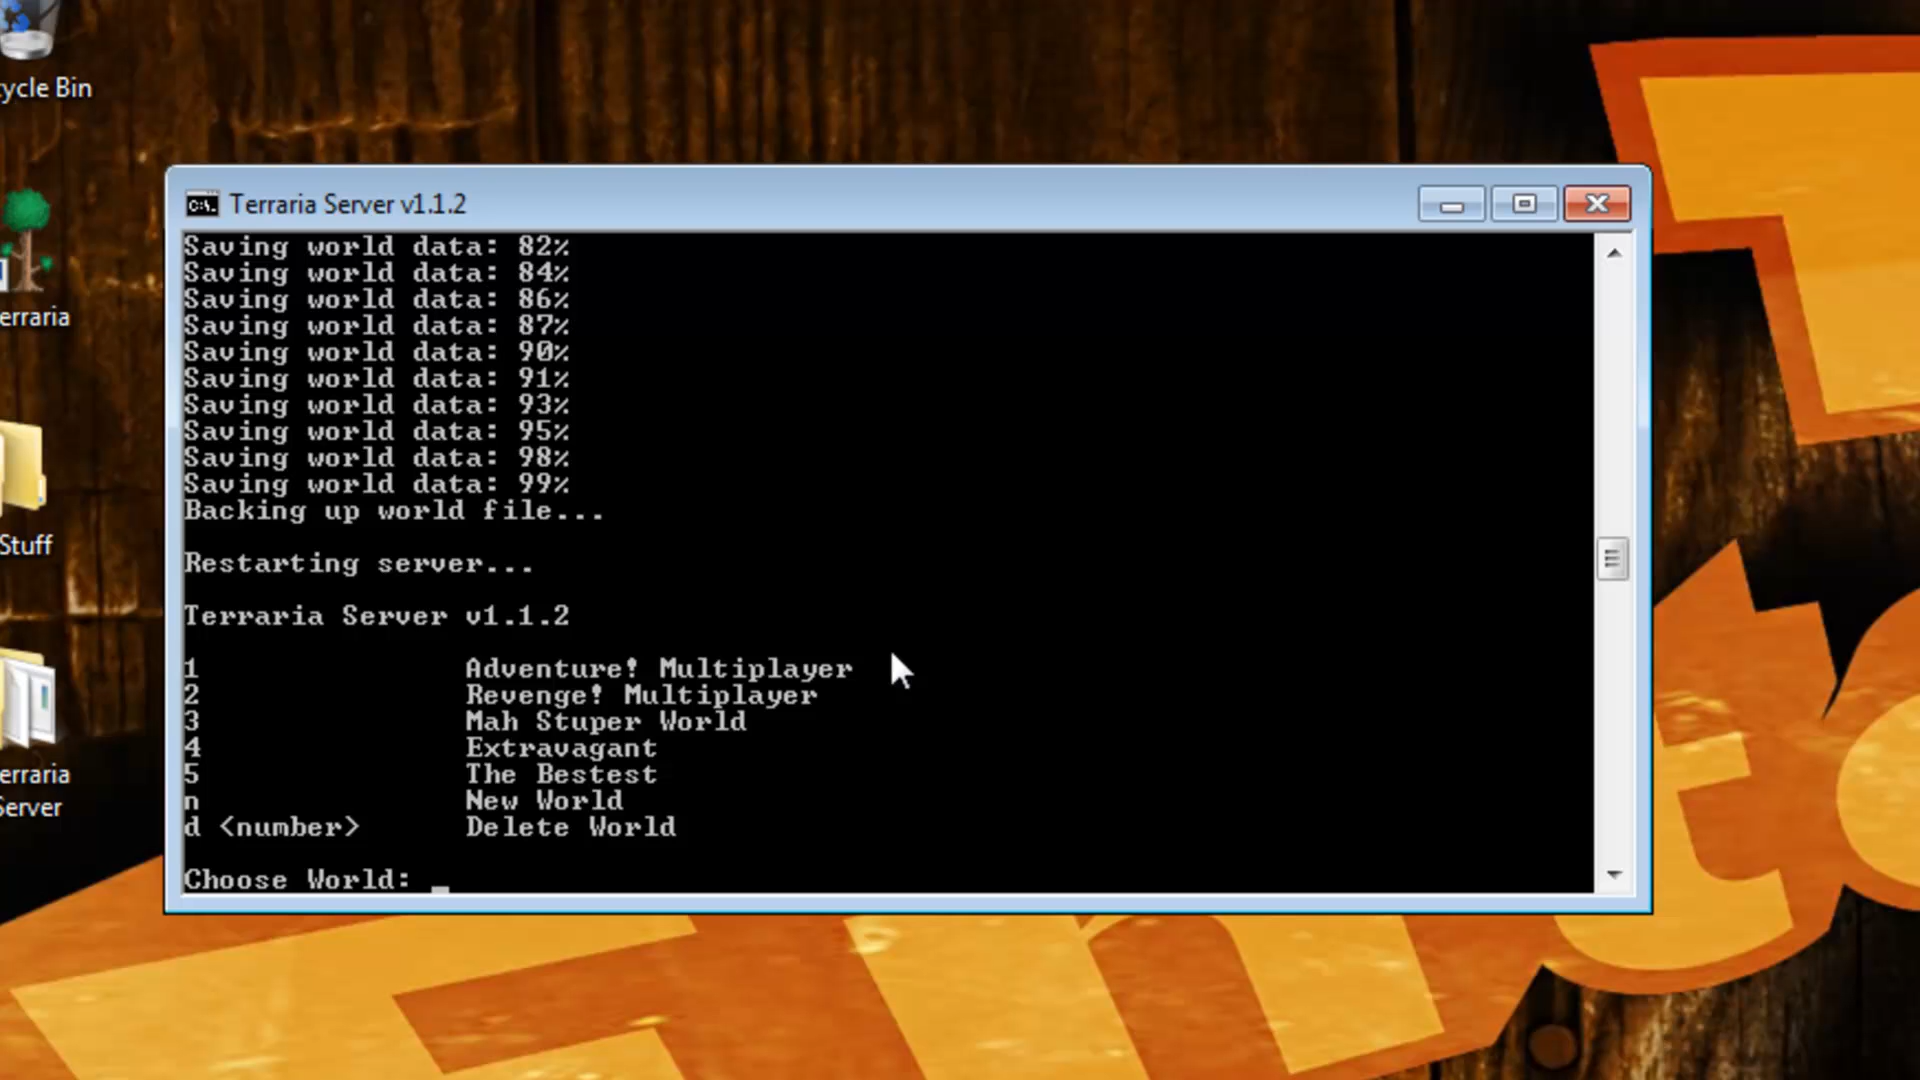 ycle Bin
erraria
Stuff
erraria
Server
Terraria Server v1.1.2
Saving world data: 82%
Saving world data: 84%
Saving world data: 86%
Saving world data: 87%
Saving world data: 90%
Saving world data: 91%
Saving world data: 93%
Saving world data: 95%
Saving world data: 98%
Saving world data: 99%
Backing up world file...
Restarting server...
Terraria Server v1.1.2
1 Adventure! Multiplayer
2 Revenge! Multiplayer
3 Mah Stuper World
4 Extravagant
5 The Bestest
n New World
d <number> Delete World
Choose World: _